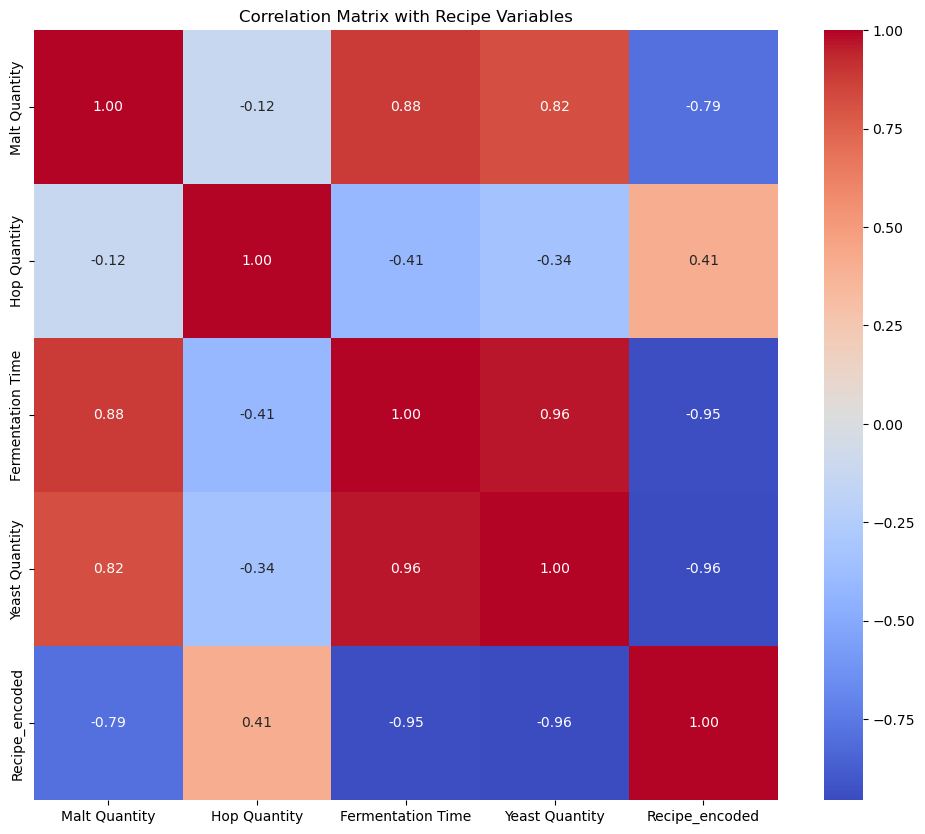 Correlation Matrix with Recipe Variables
Malt Quantity
1.00 -0.12 0.88 0.82 -0.79
Hop Quantity
-0.12 1.00 -0.41 -0.34 0.41
Fermentation Time
0.88 -0.41 1.00 0.96 -0.95
Yeast Quantity
0.82 -0.34 0.96 1.00 -0.96
Recipe_encoded
-0.79 0.41 -0.95 -0.96 1.00
Malt Quantity Hop Quantity Fermentation Time Yeast Quantity Recipe_encoded
1.00
0.75
0.50
0.25
0.00
−0.25
−0.50
−0.75